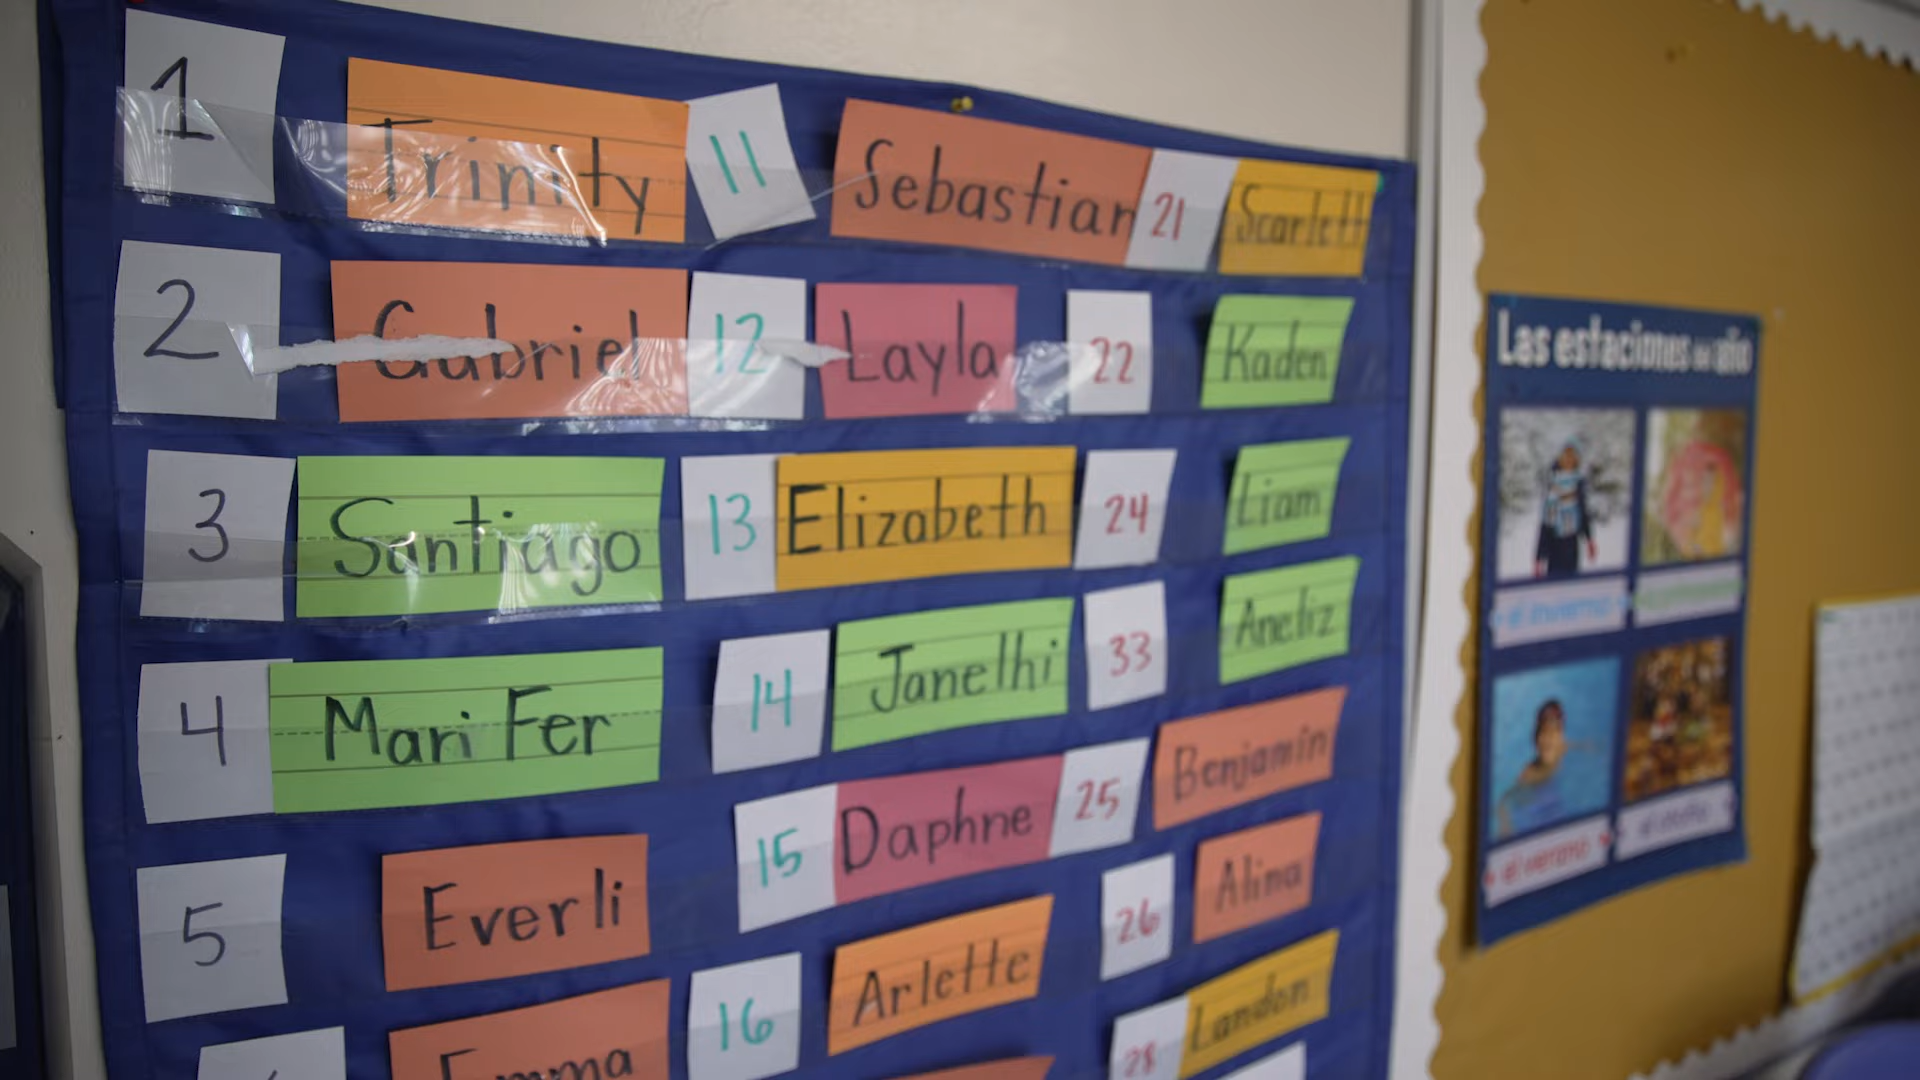 1 Trinity 11 Sebastian 21 Scarlett
2 Gabriel 12 Layla 22 Kaden
3 Santiago 13 Elizabeth 24 Liam
4 Mari Fer 14 Janelhi 33 Aneliz
5 Everli 15 Daphne 25 Benjamin
Emma 16 Arlette 26 Alina
28 Landon
Las estaciones del año
el invierno
el verano
el otoño